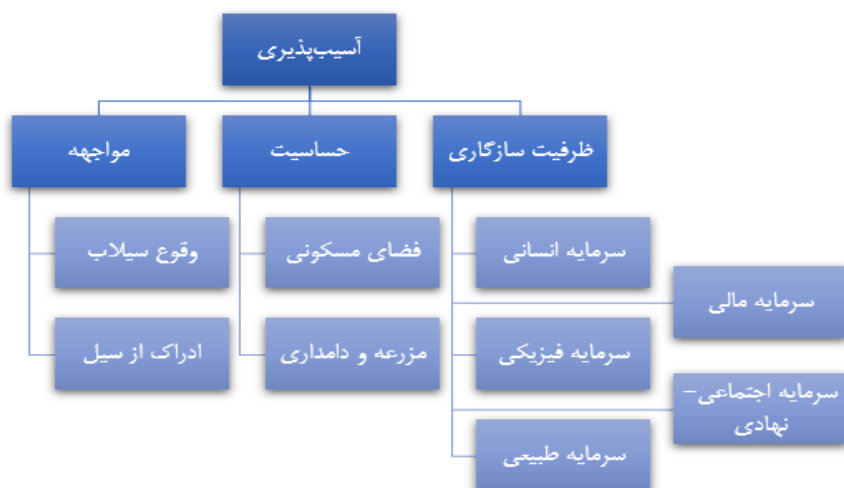 آسیب‌پذیری
ظرفیت سازگاری
حساسیت
مواجهه
سرمایه انسانی
سرمایه مالی
سرمایه فیزیکی
سرمایه اجتماعی–
نهادی
سرمایه طبیعی
فضای مسکونی
مزرعه و دامداری
وقوع سیلاب
ادراک از سیل